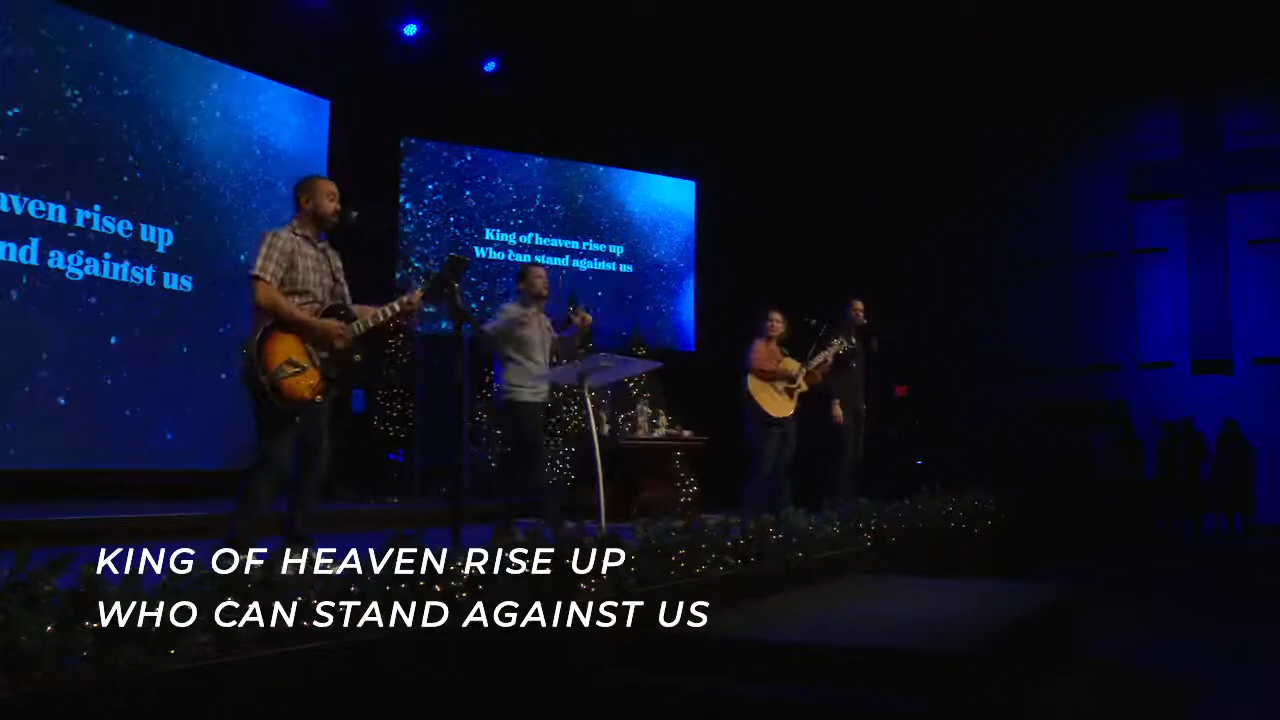 aven rise up
nd against us
King of heaven rise up
Who can stand against us
KING OF HEAVEN RISE UP
WHO CAN STAND AGAINST US